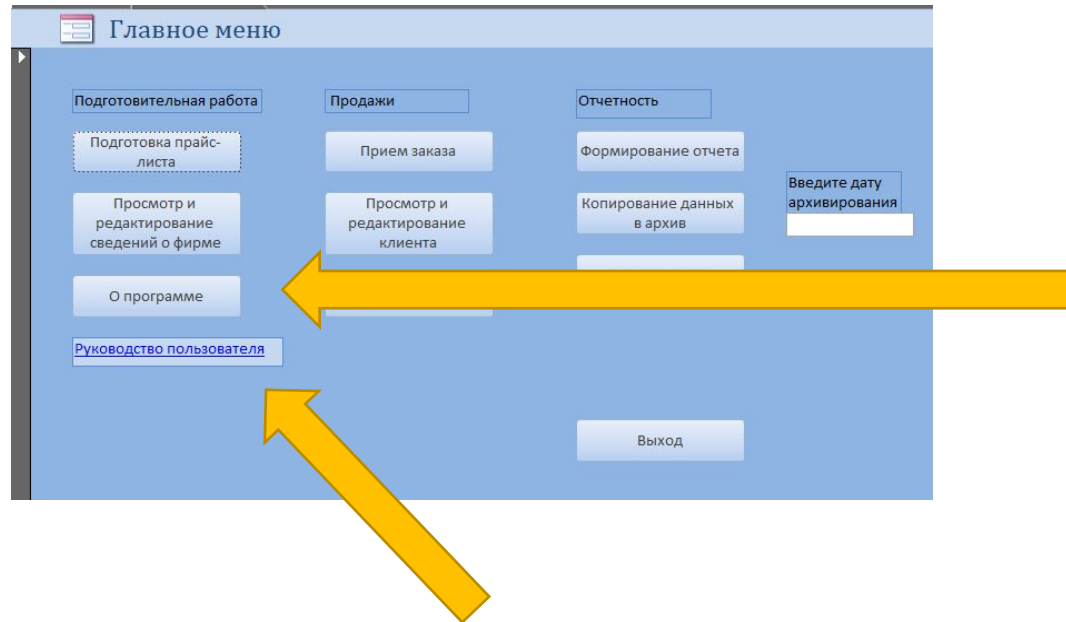 Главное меню
Подготовительная работа
Подготовка прайс-
листа
Просмотр и
редактирование
сведений о фирме
О программе
Руководство пользователя
Продажи
Прием заказа
Просмотр и
редактирование
клиента
Отчетность
Формирование отчета
Копирование данных
в архив
Введите дату
архивирования
Выход